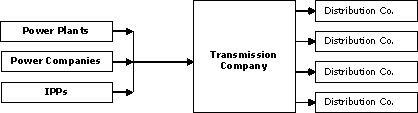 Power Plants
Power Companies
IPPs
Transmission
Company
Distribution Co.
Distribution Co.
Distribution Co.
Distribution Co.